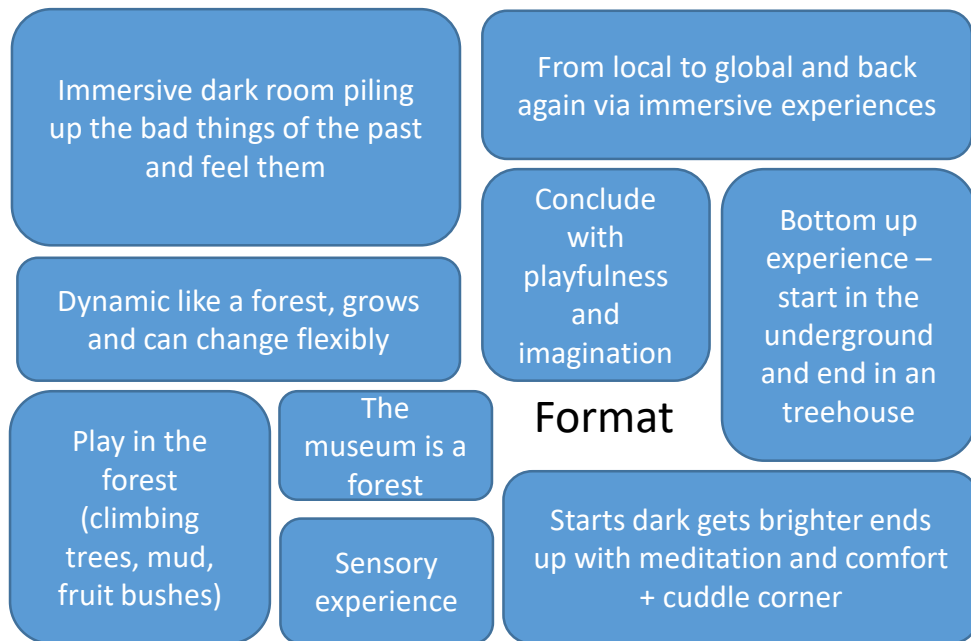 Immersive dark room piling
up the bad things of the past
and feel them
From local to global and back
again via immersive experiences
Conclude
with
playfulness
and
imagination
Bottom up
experience –
start in the
underground
and end in an
treehouse
Dynamic like a forest, grows
and can change flexibly
Format
Play in the
forest
(climbing
trees, mud,
fruit bushes)
The
museum is a
forest
Sensory
experience
Starts dark gets brighter ends
up with meditation and comfort
+ cuddle corner